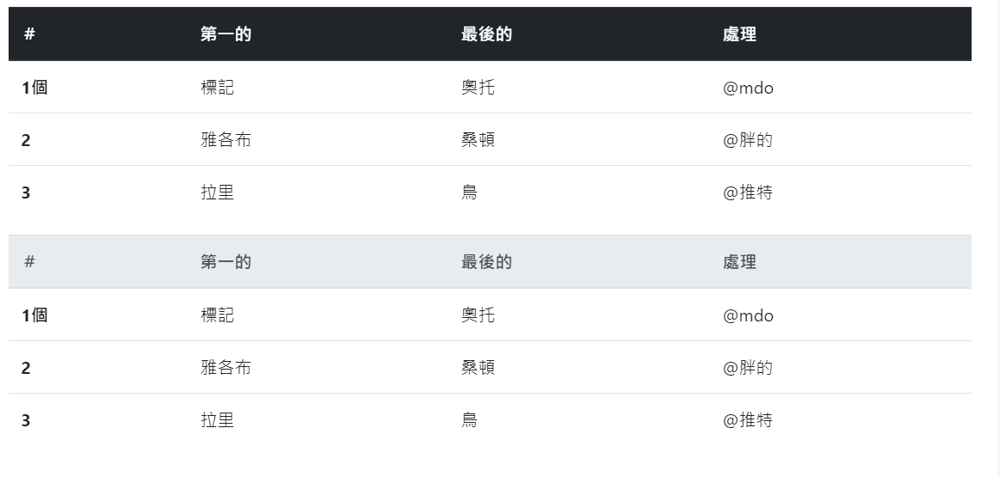 # 第一的 最後的 處理
1個 標記 奧托 @mdo
2 雅各布 桑頓 @胖的
3 拉里 鳥 @推特
# 第一的 最後的 處理
1個 標記 奧托 @mdo
2 雅各布 桑頓 @胖的
3 拉里 鳥 @推特